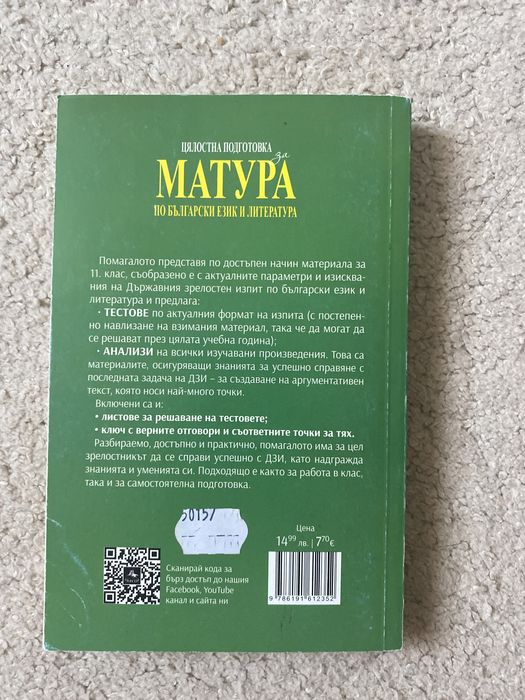 ЦЯЛОСТНА ПОДГОТОВКА
за
МАТУРА
ПО БЪЛГАРСКИ ЕЗИК И ЛИТЕРАТУРА
Помагалото представя по достъпен начин материала за
11. клас, съобразено е с актуалните параметри и изисква-
ния на Държавния зрелостен изпит по български език и
литература и предлага:
• ТЕСТОВЕ по актуалния формат на изпита (с постепен-
но навлизане на взимания материал, така че да могат да
се решават през цялата учебна година);
• АНАЛИЗИ на всички изучавани произведения. Това са
материалите, осигуряващи знанията за успешно справяне с
последната задача на ДЗИ – за създаване на аргументативен
текст, която носи най-много точки.
Включени са и:
• листове за решаване на тестовете;
• ключ с верните отговори и съответните точки за тях.
Разбираемо, достъпно и практично, помагалото има за цел
зрелостникът да се справи успешно с ДЗИ, като надгражда
знанията и уменията си. Подходящо е както за работа в клас,
така и за самостоятелна подготовка.
50157
Цена
14 99 лв. | 7 70 €
Сканирай кода за
бърз достъп до нашия
Facebook, YouTube
канал и сайта ни
9 786191 612352